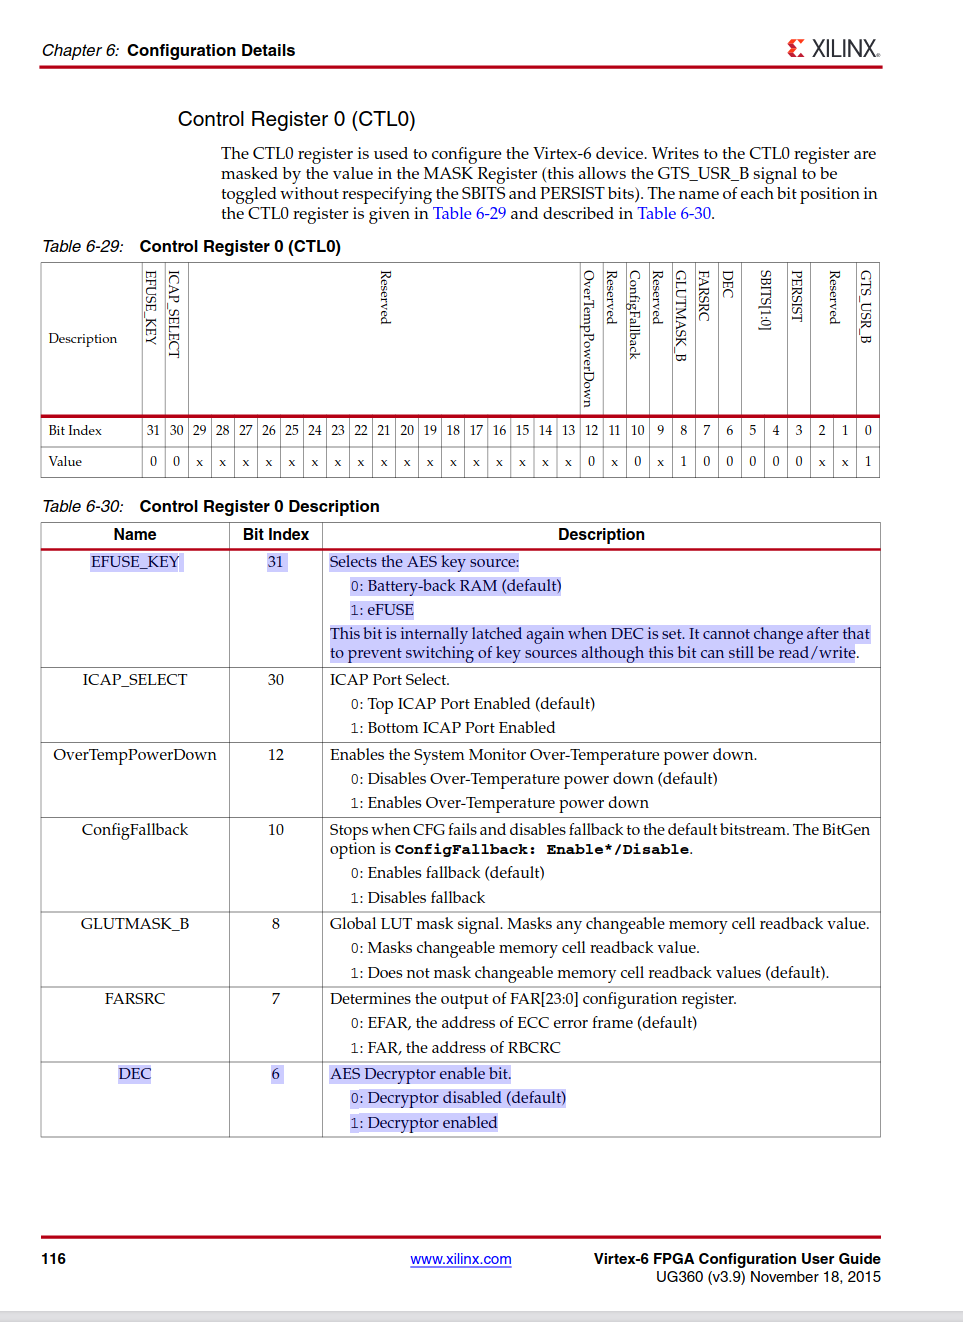 Chapter 6: Configuration Details
XILINX.
Control Register 0 (CTL0)
The CTL0 register is used to configure the Virtex-6 device. Writes to the CTL0 register are
masked by the value in the MASK Register (this allows the GTS_USR_B signal to be
toggled without respecifying the SBITS and PERSIST bits). The name of each bit position in
the CTL0 register is given in Table 6-29 and described in Table 6-30.
Table 6-29: Control Register 0 (CTL0)
Description EFUSE_KEY ICAP_SELECT Reserved OverTempPowerDown Reserved ConfigFallback Reserved GLUTMASK_B FARSRC DEC SBITS[1:0] PERSIST Reserved GTS_USR_B
Bit Index 31 30 29 28 27 26 25 24 23 22 21 20 19 18 17 16 15 14 13 12 11 10 9 8 7 6 5 4 3 2 1 0
Value 0 0 x x x x x x x x x x x x x x x x x 0 x 0 x 1 0 0 0 0 0 x x 1
Table 6-30: Control Register 0 Description
Name Bit Index Description
EFUSE_KEY 31 Selects the AES key source:
0: Battery-back RAM (default)
1: eFUSE
This bit is internally latched again when DEC is set. It cannot change after that
to prevent switching of key sources although this bit can still be read/write.
ICAP_SELECT 30 ICAP Port Select.
0: Top ICAP Port Enabled (default)
1: Bottom ICAP Port Enabled
OverTempPowerDown 12 Enables the System Monitor Over-Temperature power down.
0: Disables Over-Temperature power down (default)
1: Enables Over-Temperature power down
ConfigFallback 10 Stops when CFG fails and disables fallback to the default bitstream. The BitGen
option is ConfigFallback: Enable*/Disable.
0: Enables fallback (default)
1: Disables fallback
GLUTMASK_B 8 Global LUT mask signal. Masks any changeable memory cell readback value.
0: Masks changeable memory cell readback value.
1: Does not mask changeable memory cell readback values (default).
FARSRC 7 Determines the output of FAR[23:0] configuration register.
0: EFAR, the address of ECC error frame (default)
1: FAR, the address of RBCRC
DEC 6 AES Decryptor enable bit.
0: Decryptor disabled (default)
1: Decryptor enabled
116 www.xilinx.com Virtex-6 FPGA Configuration User Guide
UG360 (v3.9) November 18, 2015